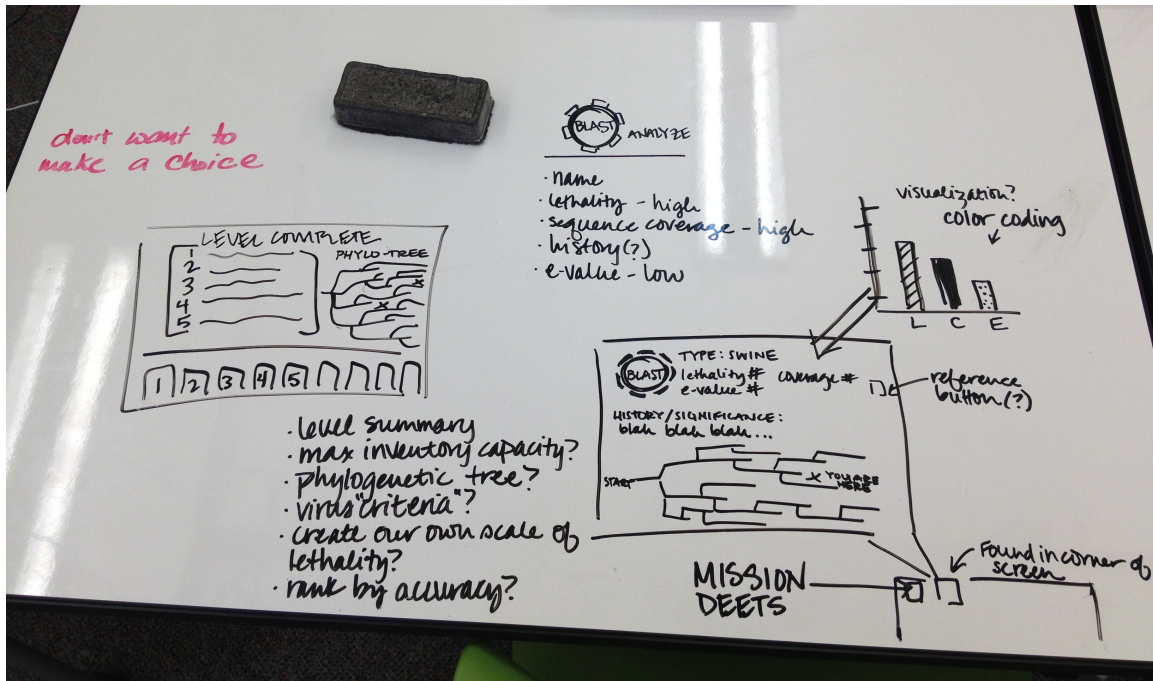 don't want to
make a choice
BLAST ANALYZE
· name
· lethality - high
· sequence coverage - high
· history(?)
· e-value - low
visualization?
color coding
L C E
LEVEL COMPLETE
PHYLO-TREE
1
2
3
4
5
1 2 3 4 5
· level summary
· max inventory capacity?
· phylogenetic tree?
· virus "criteria"?
· create our own scale of
lethality?
· rank by accuracy?
BLAST
TYPE: SWINE
lethality # coverage #
e-value #
HISTORY/SIGNIFICANCE:
blah blah blah...
START
X YOU ARE
HERE
reference
button(?)
Found in corner of
screen
MISSION
DEETS